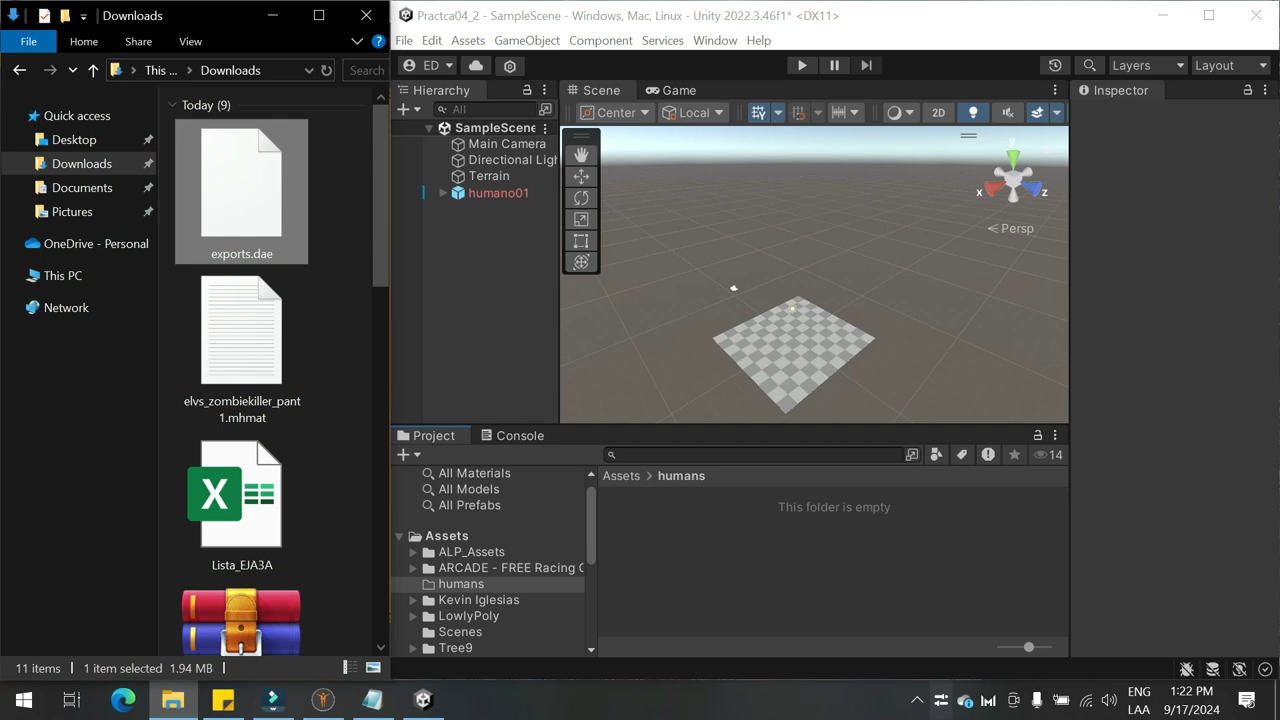 Downloads
File
Home
Share
View
This ...
Downloads
Search
Quick access
Desktop
Downloads
Documents
Pictures
OneDrive - Personal
This PC
Network
Today (9)
exports.dae
elvs_zombiekiller_pant
1.mhmat
Lista_EJA3A
11 items
1 item selected 1.94 MB
Practca04_2 - SampleScene - Windows, Mac, Linux - Unity 2022.3.46f1* <DX11>
File Edit Assets GameObject Component Services Window Help
ED
Layers
Layout
Hierarchy
All
SampleScene
Main Camera
Directional Ligh
Terrain
humano01
Scene
Game
Center
Local
2D
y
x
z
Persp
Inspector
Project
Console
14
All Materials
All Models
All Prefabs
Assets
ALP_Assets
ARCADE - FREE Racing C
humans
Kevin Iglesias
LowlyPoly
Scenes
Tree9
Assets > humans
This folder is empty
ENG
LAA
1:22 PM
9/17/2024